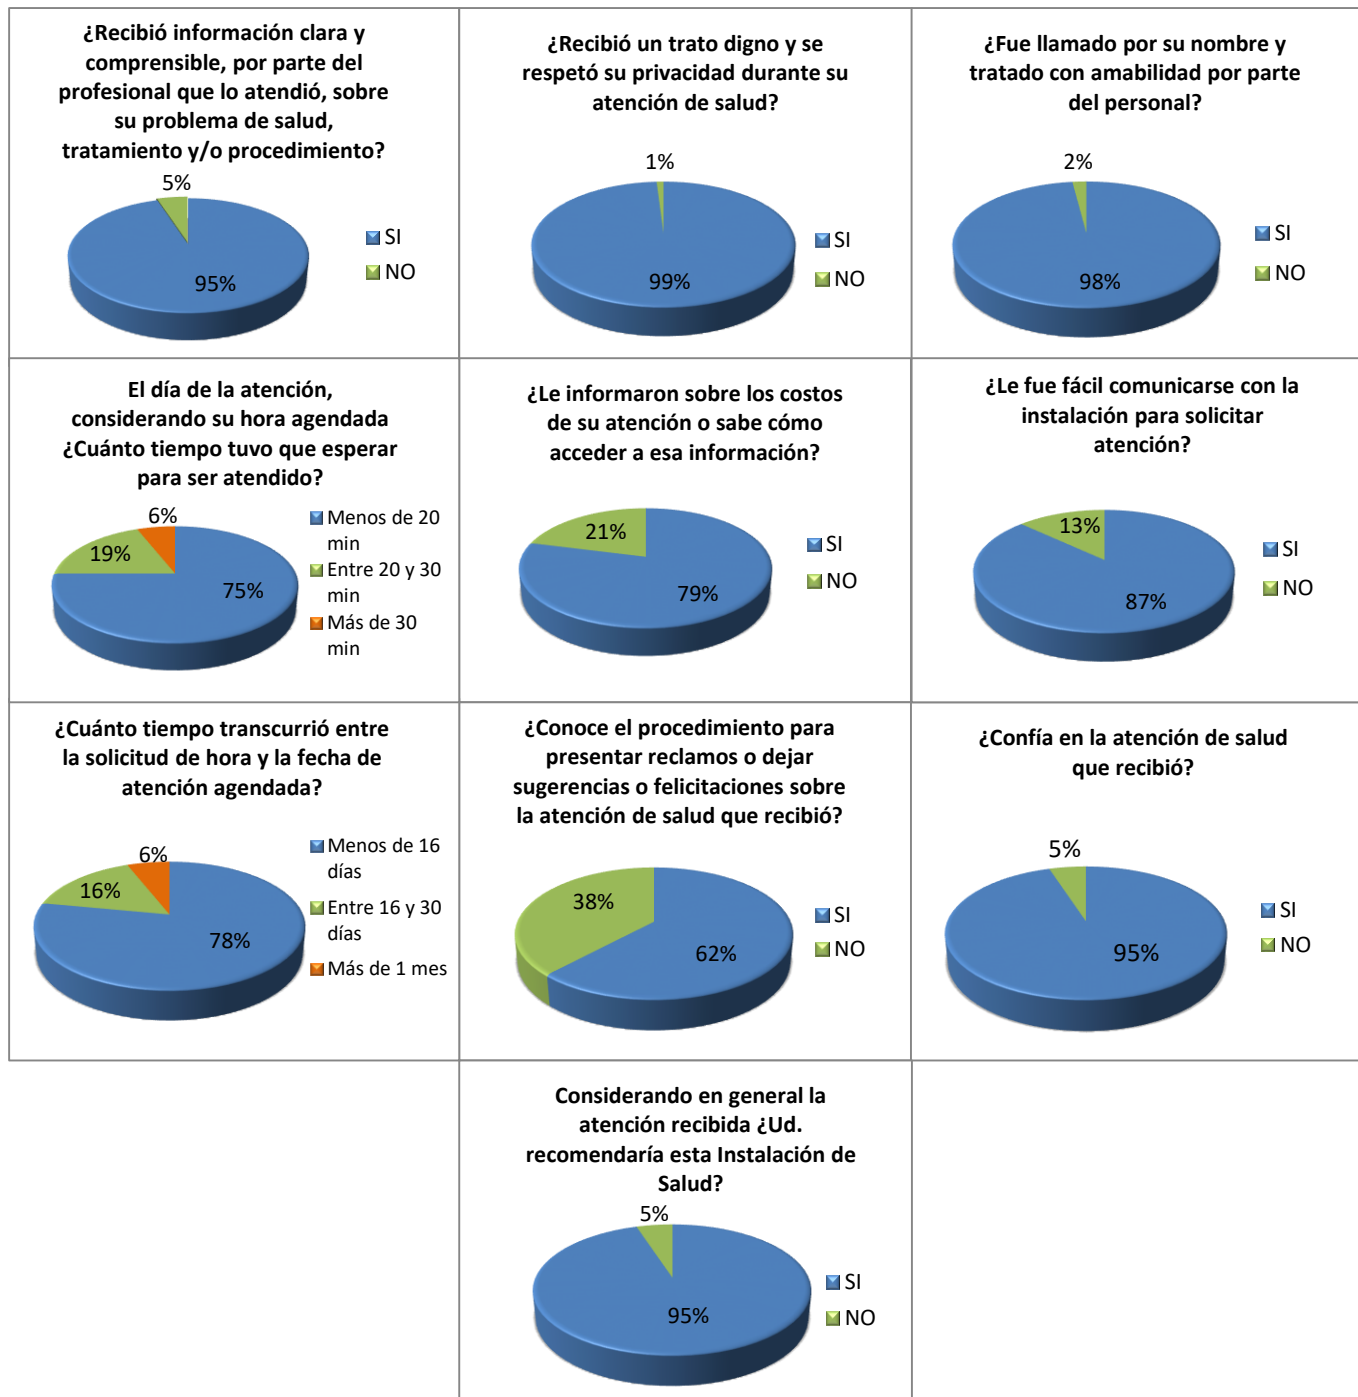 ¿Recibió información clara y
comprensible, por parte del
profesional que lo atendió, sobre
su problema de salud,
tratamiento y/o procedimiento?
5%
95%
SI
NO
¿Recibió un trato digno y se
respetó su privacidad durante su
atención de salud?
1%
99%
SI
NO
¿Fue llamado por su nombre y
tratado con amabilidad por parte
del personal?
2%
98%
SI
NO
El día de la atención,
considerando su hora agendada
¿Cuánto tiempo tuvo que esperar
para ser atendido?
6%
19%
75%
Menos de 20
min
Entre 20 y 30
min
Más de 30
min
¿Le informaron sobre los costos
de su atención o sabe cómo
acceder a esa información?
21%
79%
SI
NO
¿Le fue fácil comunicarse con la
instalación para solicitar
atención?
13%
87%
SI
NO
¿Cuánto tiempo transcurrió entre
la solicitud de hora y la fecha de
atención agendada?
6%
16%
78%
Menos de 16
días
Entre 16 y 30
días
Más de 1 mes
¿Conoce el procedimiento para
presentar reclamos o dejar
sugerencias o felicitaciones sobre
la atención de salud que recibió?
38%
62%
SI
NO
¿Confía en la atención de salud
que recibió?
5%
95%
SI
NO
Considerando en general la
atención recibida ¿Ud.
recomendaría esta Instalación de
Salud?
5%
95%
SI
NO